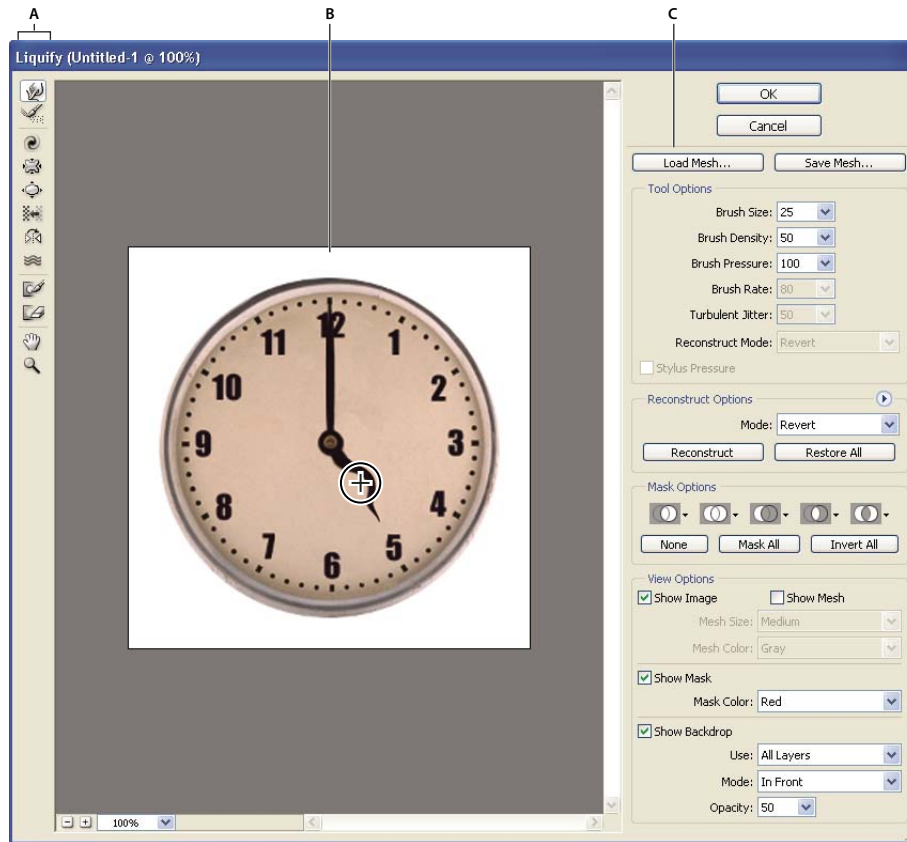 A B C
Liquify (Untitled-1 @ 100%)
OK
Cancel
Load Mesh... Save Mesh...
Tool Options
Brush Size: 25
Brush Density: 50
Brush Pressure: 100
Brush Rate: 80
Turbulent Jitter: 50
Reconstruct Mode: Revert
Stylus Pressure
Reconstruct Options
Mode: Revert
Reconstruct Restore All
Mask Options
None Mask All Invert All
View Options
Show Image Show Mesh
Mesh Size: Medium
Mesh Color: Gray
Show Mask
Mask Color: Red
Show Backdrop
Use: All Layers
Mode: In Front
Opacity: 50
12
11 1
10 2
9 3
8 4
7 5
6
100%